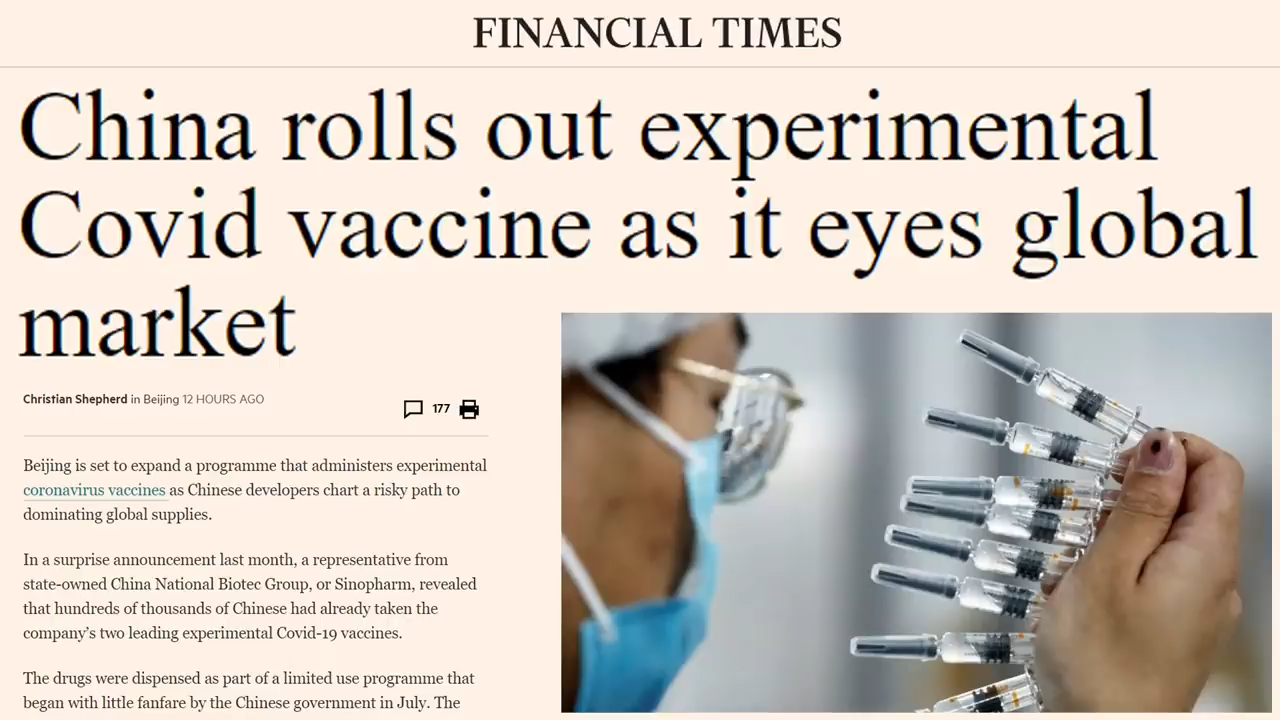 FINANCIAL TIMES
China rolls out experimental
Covid vaccine as it eyes global
market
Christian Shepherd in Beijing 12 HOURS AGO
177
Beijing is set to expand a programme that administers experimental
coronavirus vaccines as Chinese developers chart a risky path to
dominating global supplies.
In a surprise announcement last month, a representative from
state-owned China National Biotec Group, or Sinopharm, revealed
that hundreds of thousands of Chinese had already taken the
company's two leading experimental Covid-19 vaccines.
The drugs were dispensed as part of a limited use programme that
began with little fanfare by the Chinese government in July. The